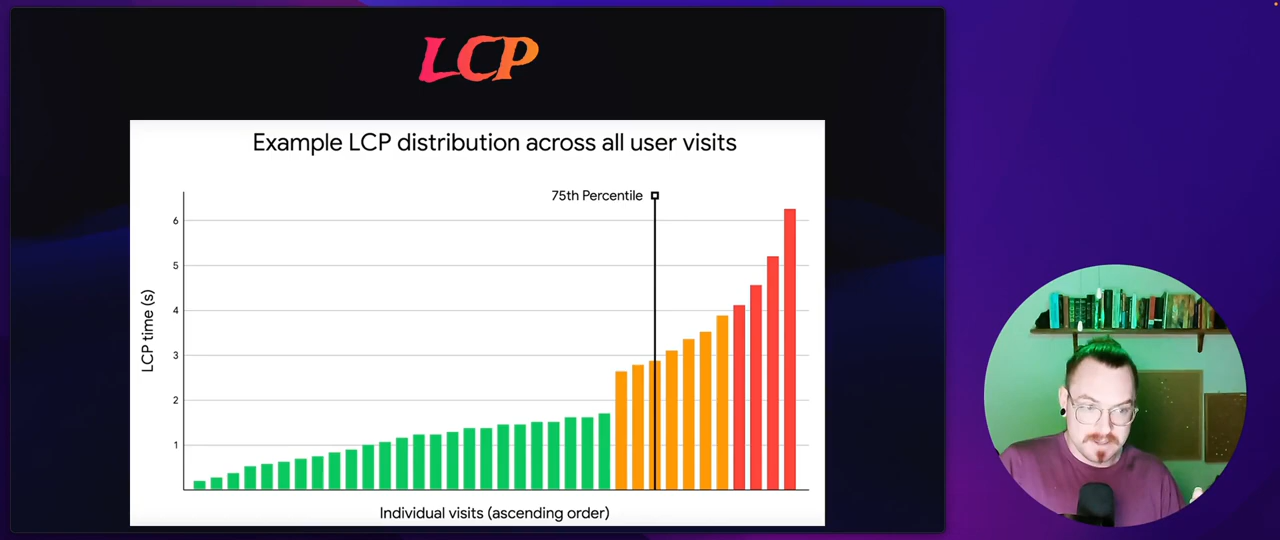 LCP
Example LCP distribution across all user visits
75th Percentile
6
5
4
3
2
1
LCP time (s)
Individual visits (ascending order)